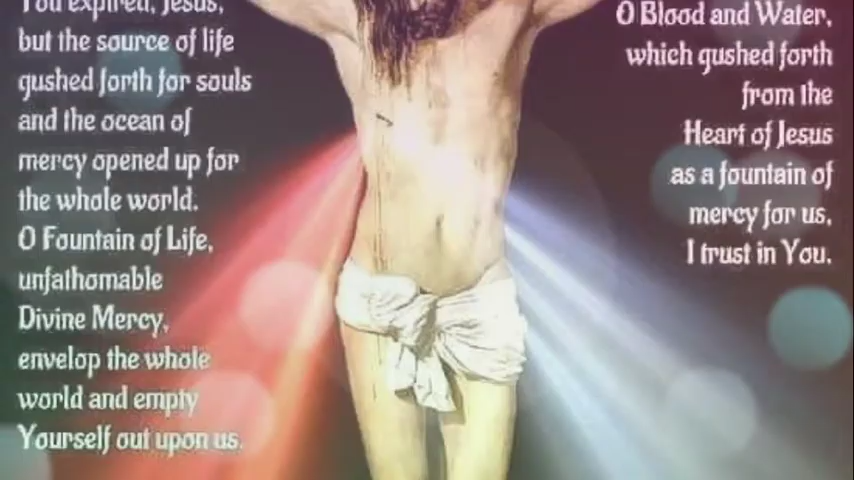 You expired, Jesus,
but the source of life
gushed forth for souls
and the ocean of
mercy opened up for
the whole world.
O Fountain of Life,
unfathomable
Divine Mercy,
envelop the whole
world and empty
Yourself out upon us.
O Blood and Water,
which gushed forth
from the
Heart of Jesus
as a fountain of
mercy for us,
I trust in You.